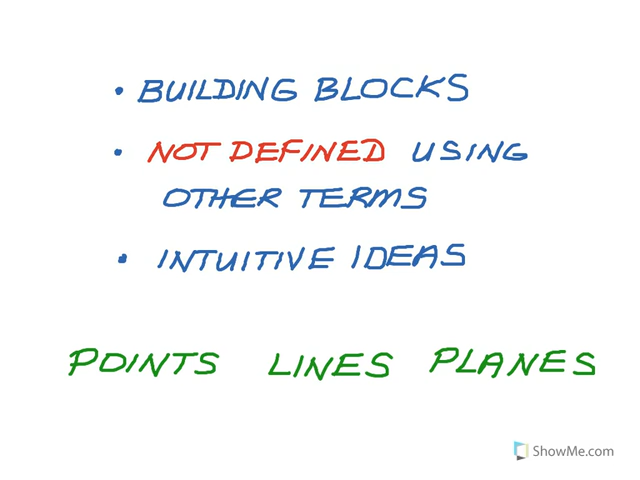 • BUILDING BLOCKS
• NOT DEFINED USING
OTHER TERMS
• INTUITIVE IDEAS
POINTS LINES PLANES
ShowMe.com